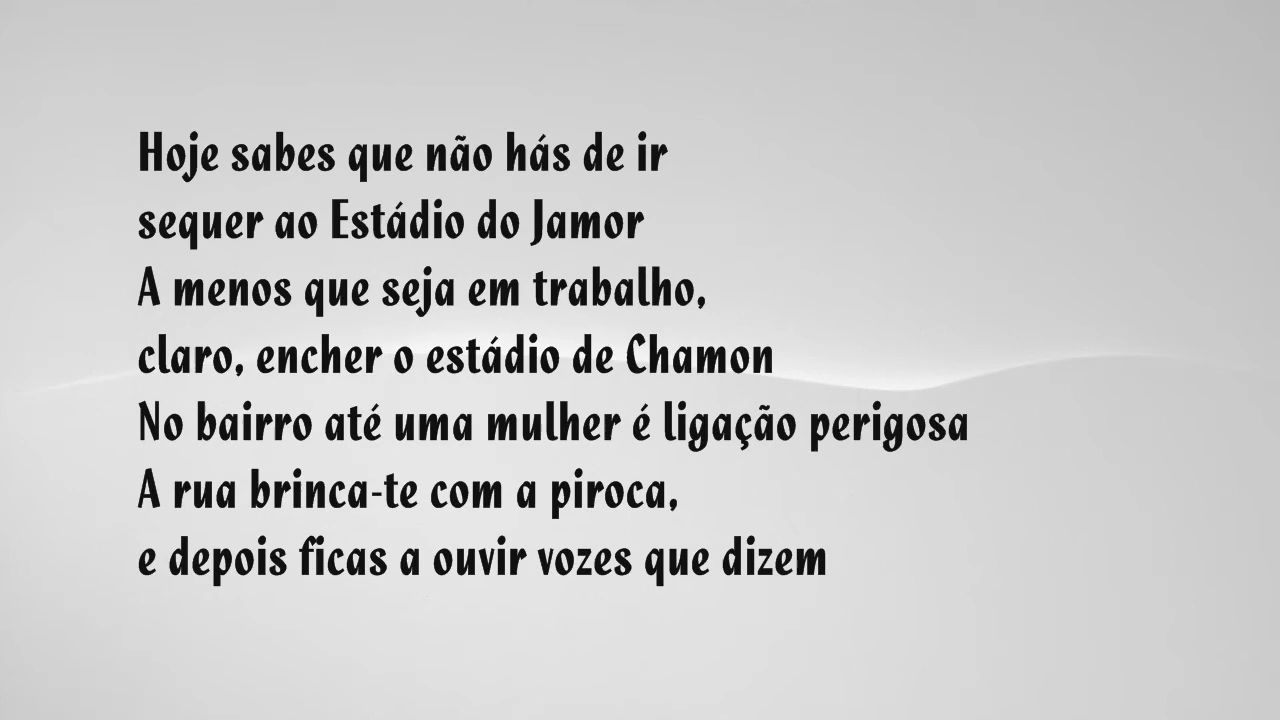 Hoje sabes que não hás de ir
sequer ao Estádio do Jamor
A menos que seja em trabalho,
claro, encher o estádio de Chamon
No bairro até uma mulher é ligação perigosa
A rua brinca-te com a piroca,
e depois ficas a ouvir vozes que dizem